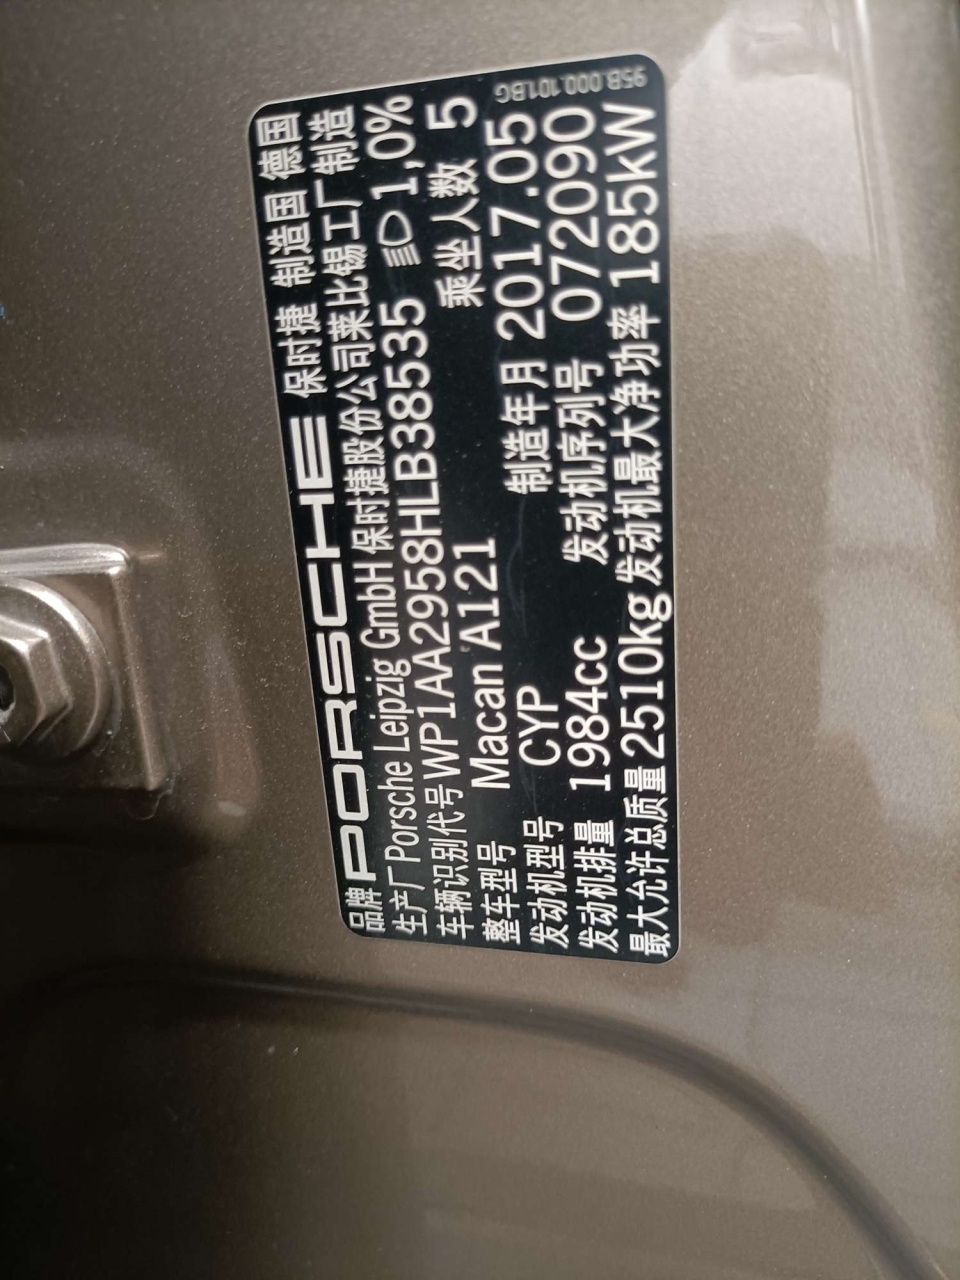 品牌 PORSCHE 保时捷 制造国 德国
生产厂 Porsche Leipzig GmbH 保时捷股份公司莱比锡工厂制造
车辆识别代号 WP1AA2958HLB38535 1,0%
整车型号 Macan A121 乘坐人数 5
发动机型号 CYP 制造年月 2017.05
发动机排量 1984cc 发动机序列号 072090
最大允许总质量 2510kg 发动机最大净功率 185kW
95B.000.101.BG